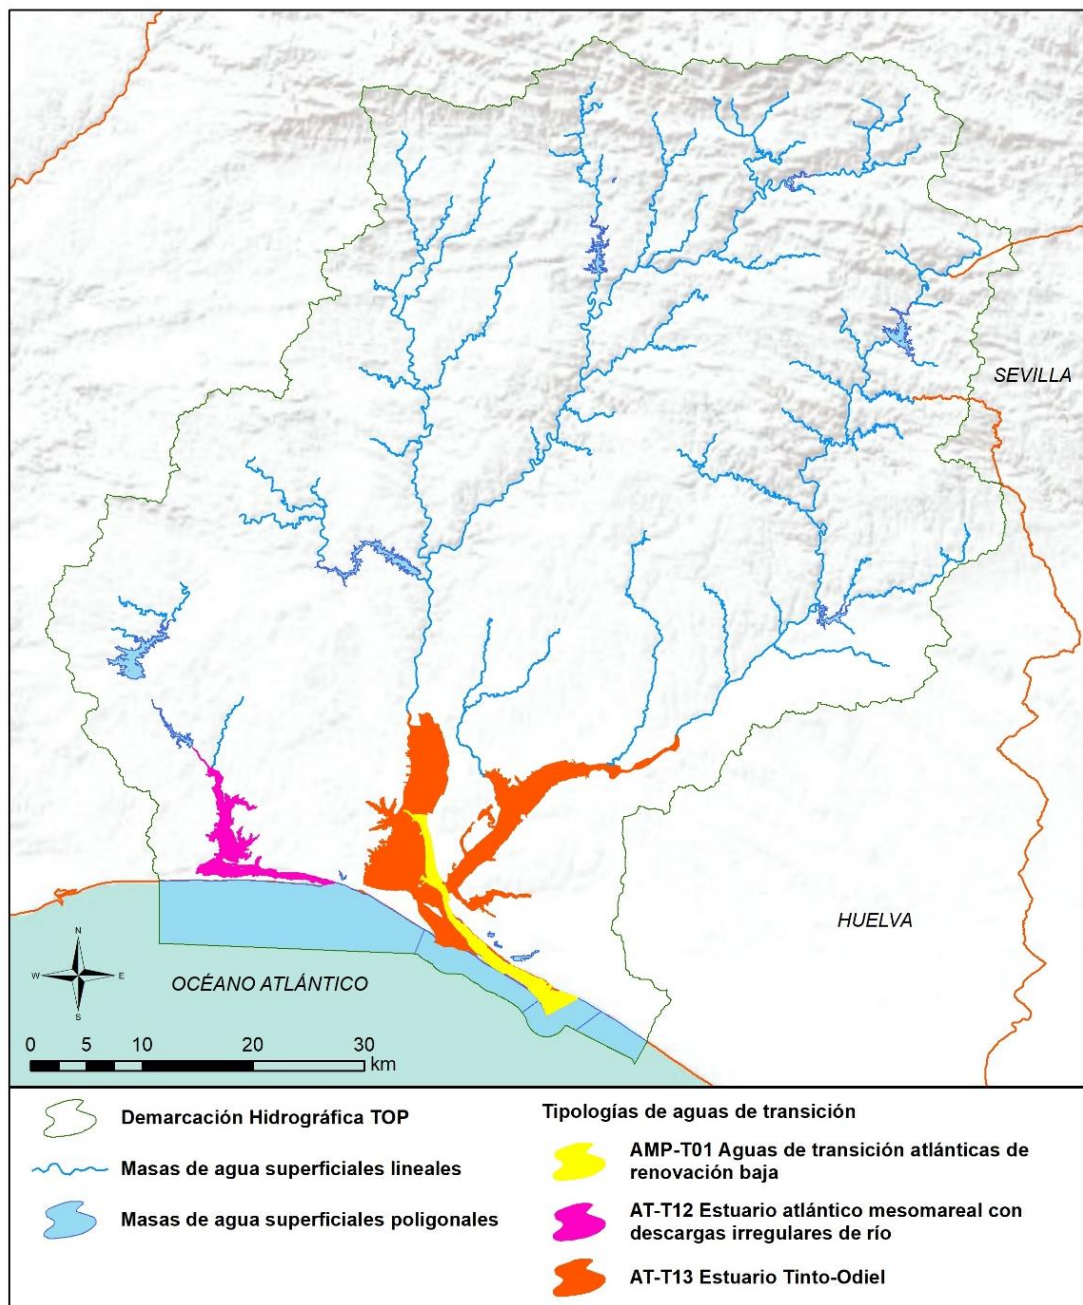 SEVILLA
HUELVA
OCÉANO ATLÁNTICO
N
W
E
S
0 5 10 20 30
km
Demarcación Hidrográfica TOP
Masas de agua superficiales lineales
Masas de agua superficiales poligonales
Tipologías de aguas de transición
AMP-T01 Aguas de transición atlánticas de
renovación baja
AT-T12 Estuario atlántico mesomareal con
descargas irregulares de río
AT-T13 Estuario Tinto-Odiel